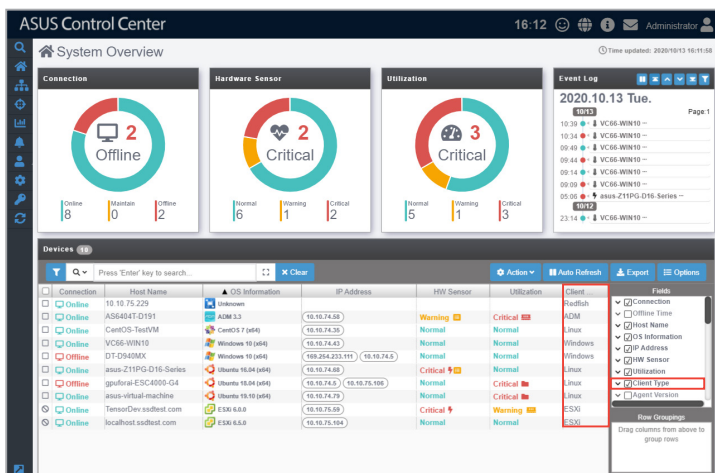 ASUS Control Center
16:12
Administrator
System Overview
Time updated: 2020/10/13 16:11:58
Connection
2
Offline
Online
8
Maintain
0
Offline
2
Hardware Sensor
2
Critical
Normal
6
Warning
1
Critical
2
Utilization
3
Critical
Normal
5
Warning
1
Critical
3
Event Log
2020.10.13 Tue.
10/13 Page:1
10:39 VC66-WIN10 ···
10:34 VC66-WIN10 ···
09:49 VC66-WIN10 ···
09:44 VC66-WIN10 ···
09:14 VC66-WIN10 ···
09:09 VC66-WIN10 ···
05:06 asus-Z11PG-D16-Series ···
10/12
23:14 VC66-WIN10 ···
Devices 10
Press 'Enter' key to search... Clear Action Auto Refresh Export Options
Connection Host Name ▲ OS Information IP Address HW Sensor Utilization Client ...
Online 10.10.75.229 Unknown Redfish
Online AS6404T-D191 ADM 3.3 10.10.74.58 Warning Critical ADM
Online CentOS-TestVM CentOS 7 (x64) 10.10.74.35 Normal Normal Linux
Online VC66-WIN10 Windows 10 (x64) 10.10.74.43 Normal Normal Windows
Offline DT-D940MX Windows 10 (x64) 169.254.233.111 10.10.74.5 Normal Normal Windows
Online asus-Z11PG-D16-Series Ubuntu 16.04 (x64) 10.10.74.68 Critical Normal Linux
Offline gpuforai-ESC4000-G4 Ubuntu 18.04 (x64) 10.10.74.5 10.10.75.108 Normal Critical Linux
Online asus-virtual-machine Ubuntu 19.10 (x64) 10.10.74.79 Normal Critical Linux
Online TensorDev.ssdtest.com ESXi 6.0.0 10.10.75.59 Critical Warning ESXi
Online localhost.ssdtest.com ESXi 6.5.0 10.10.75.104 Normal Normal ESXi
Fields
Connection
Offline Time
Host Name
OS Information
IP Address
HW Sensor
Utilization
Client Type
Agent Version
Row Groupings
Drag columns from above to
group rows